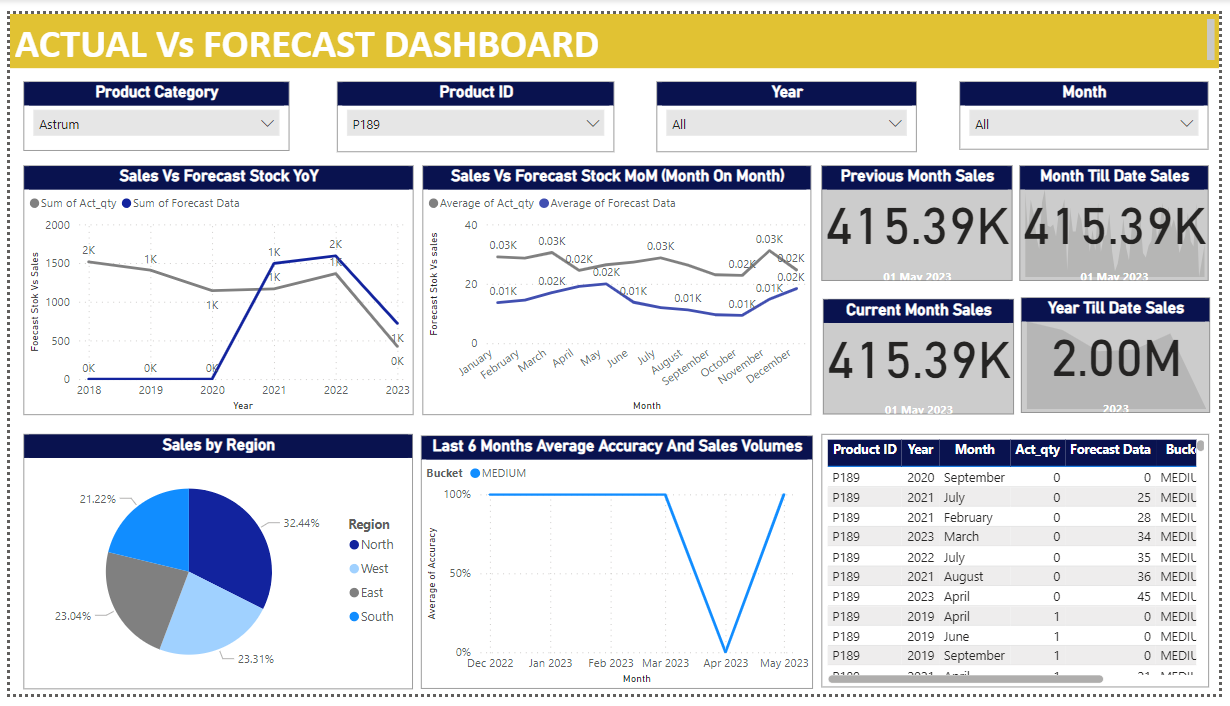 ACTUAL Vs FORECAST DASHBOARD
Product Category
Astrum
Product ID
P189
Year
All
Month
All
Sales Vs Forecast Stock YoY
Sum of Act_qty Sum of Forecast Data
Foecast Stok Vs Sales
2000
1500
1000
500
0
2K
1K
1K
1K
2K
1K
1K
1K
0K
0K
0K
0K
2018 2019 2020 2021 2022 2023
Year
Sales Vs Forecast Stock MoM (Month On Month)
Average of Act_qty Average of Forecast Data
Forecast Stok Vs sales
40
20
0
0.03K
0.03K
0.02K
0.03K
0.02K
0.03K
0.02K
0.01K
0.02K
0.02K
0.01K
0.01K
0.01K
0.01K
0.02K
January February March April May June July August September October November December
Month
Previous Month Sales
415.39K
01 May 2023
Month Till Date Sales
415.39K
01 May 2023
Current Month Sales
415.39K
01 May 2023
Year Till Date Sales
2.00M
2023
Sales by Region
21.22%
32.44%
23.04%
23.31%
Region
North
West
East
South
Last 6 Months Average Accuracy And Sales Volumes
Bucket MEDIUM
Average of Accuracy
100%
50%
0%
Dec 2022 Jan 2023 Feb 2023 Mar 2023 Apr 2023 May 2023
Month
Product ID Year Month Act_qty Forecast Data Buck
P189 2020 September 0 0 MEDIU
P189 2021 July 0 25 MEDIU
P189 2021 February 0 28 MEDIU
P189 2023 March 0 34 MEDIU
P189 2022 July 0 35 MEDIU
P189 2021 August 0 36 MEDIU
P189 2023 April 0 45 MEDIU
P189 2019 April 1 0 MEDIU
P189 2019 June 1 0 MEDIU
P189 2019 September 1 0 MEDIU